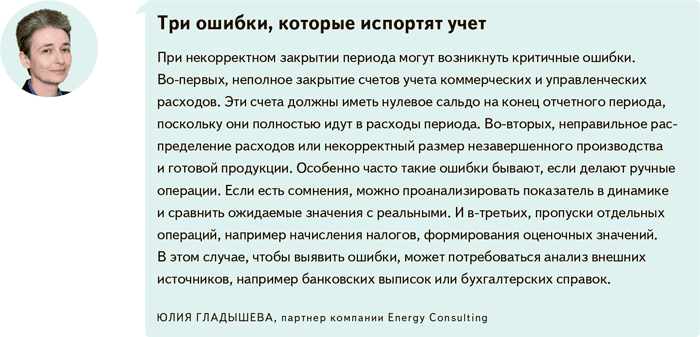 Три ошибки, которые испортят учет
При некорректном закрытии периода могут возникнуть критичные ошибки.
Во-первых, неполное закрытие счетов учета коммерческих и управленческих
расходов. Эти счета должны иметь нулевое сальдо на конец отчетного периода,
поскольку они полностью идут в расходы периода. Во-вторых, неправильное рас-
пределение расходов или некорректный размер незавершенного производства
и готовой продукции. Особенно часто такие ошибки бывают, если делают ручные
операции. Если есть сомнения, можно проанализировать показатель в динамике
и сравнить ожидаемые значения с реальными. И в-третьих, пропуски отдельных
операций, например начисления налогов, формирования оценочных значений.
В этом случае, чтобы выявить ошибки, может потребоваться анализ внешних
источников, например банковских выписок или бухгалтерских справок.
ЮЛИЯ ГЛАДЫШЕВА, партнер компании Energy Consulting